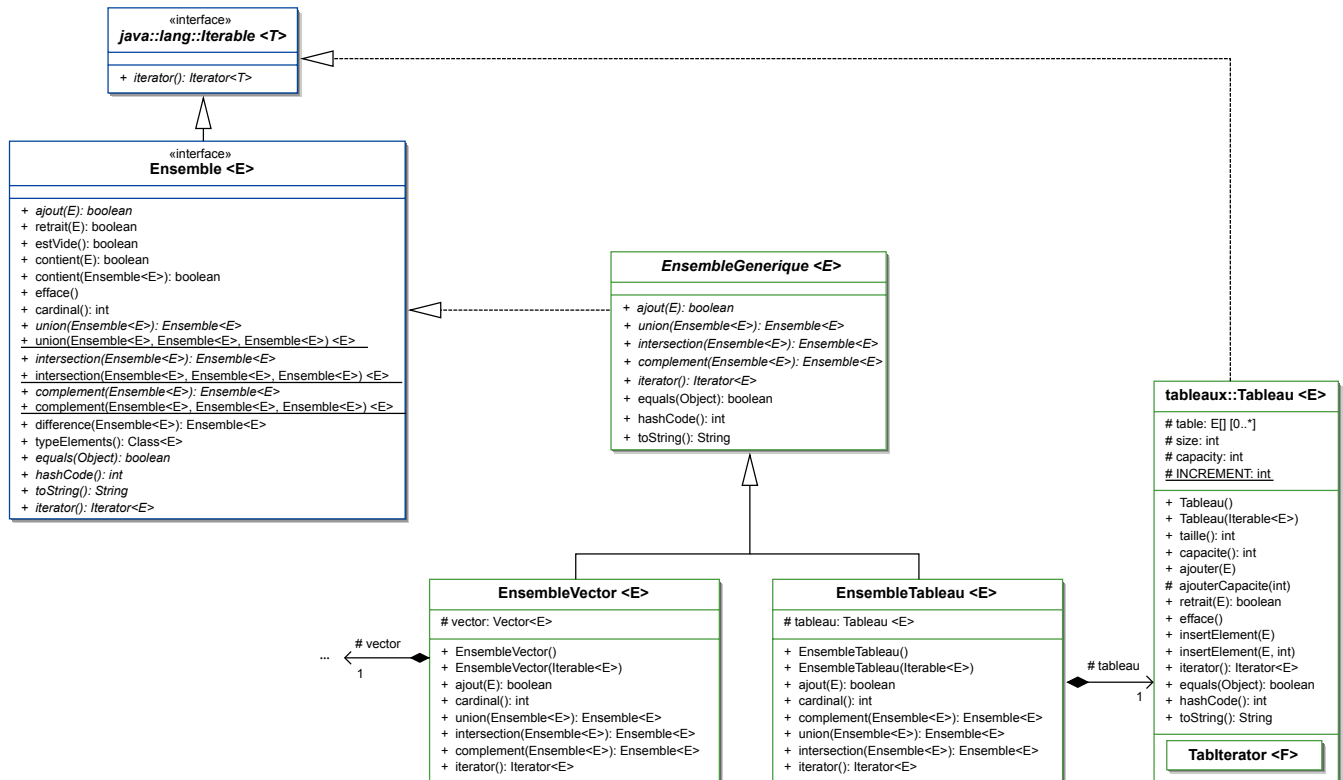 «interface»
java::lang::Iterable <T>
+ iterator(): Iterator<T>
«interface»
Ensemble <E>
+ ajout(E): boolean
+ retrait(E): boolean
+ estVide(): boolean
+ contient(E): boolean
+ contient(Ensemble<E>): boolean
+ efface()
+ cardinal(): int
+ union(Ensemble<E>): Ensemble<E>
+ union(Ensemble<E>, Ensemble<E>, Ensemble<E>) <E>
+ intersection(Ensemble<E>): Ensemble<E>
+ intersection(Ensemble<E>, Ensemble<E>, Ensemble<E>) <E>
+ complement(Ensemble<E>): Ensemble<E>
+ complement(Ensemble<E>, Ensemble<E>, Ensemble<E>) <E>
+ difference(Ensemble<E>): Ensemble<E>
+ typeElements(): Class<E>
+ equals(Object): boolean
+ hashCode(): int
+ toString(): String
+ iterator(): Iterator<E>
EnsembleGenerique <E>
+ ajout(E): boolean
+ union(Ensemble<E>): Ensemble<E>
+ intersection(Ensemble<E>): Ensemble<E>
+ complement(Ensemble<E>): Ensemble<E>
+ iterator(): Iterator<E>
+ equals(Object): boolean
+ hashCode(): int
+ toString(): String
tableaux::Tableau <E>
# table: E[] [0..*]
# size: int
# capacity: int
# INCREMENT: int
+ Tableau()
+ Tableau(Iterable<E>)
+ taille(): int
+ capacite(): int
+ ajouter(E)
# ajouterCapacite(int)
+ retrait(E): boolean
+ efface()
+ insertElement(E)
+ insertElement(E, int)
+ iterator(): Iterator<E>
+ equals(Object): boolean
+ hashCode(): int
+ toString(): String
TabIterator <F>
... # vector
1
EnsembleVector <E>
# vector: Vector<E>
+ EnsembleVector()
+ EnsembleVector(Iterable<E>)
+ ajout(E): boolean
+ cardinal(): int
+ union(Ensemble<E>): Ensemble<E>
+ intersection(Ensemble<E>): Ensemble<E>
+ complement(Ensemble<E>): Ensemble<E>
+ iterator(): Iterator<E>
EnsembleTableau <E>
# tableau: Tableau <E>
+ EnsembleTableau()
+ EnsembleTableau(Iterable<E>)
+ ajout(E): boolean
+ cardinal(): int
+ complement(Ensemble<E>): Ensemble<E>
+ union(Ensemble<E>): Ensemble<E>
+ intersection(Ensemble<E>): Ensemble<E>
+ iterator(): Iterator<E>
# tableau
1